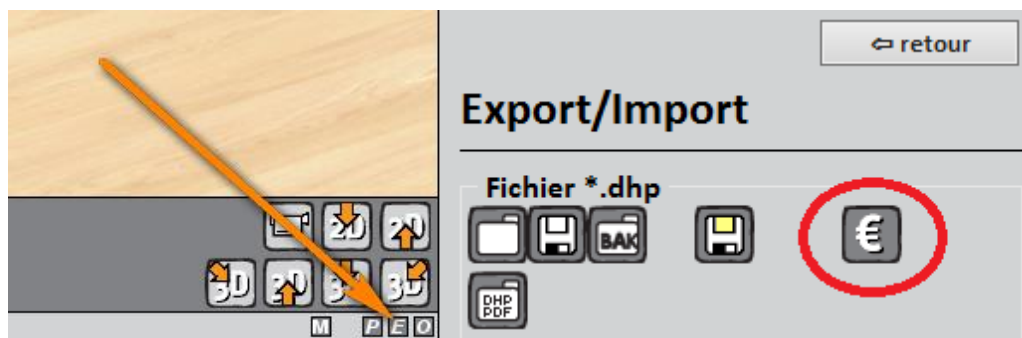 2D 2D
3D 2D 3D 3D
M P E O
⇦ retour
Export/Import
Fichier *.dhp
BAK €
DHP
PDF